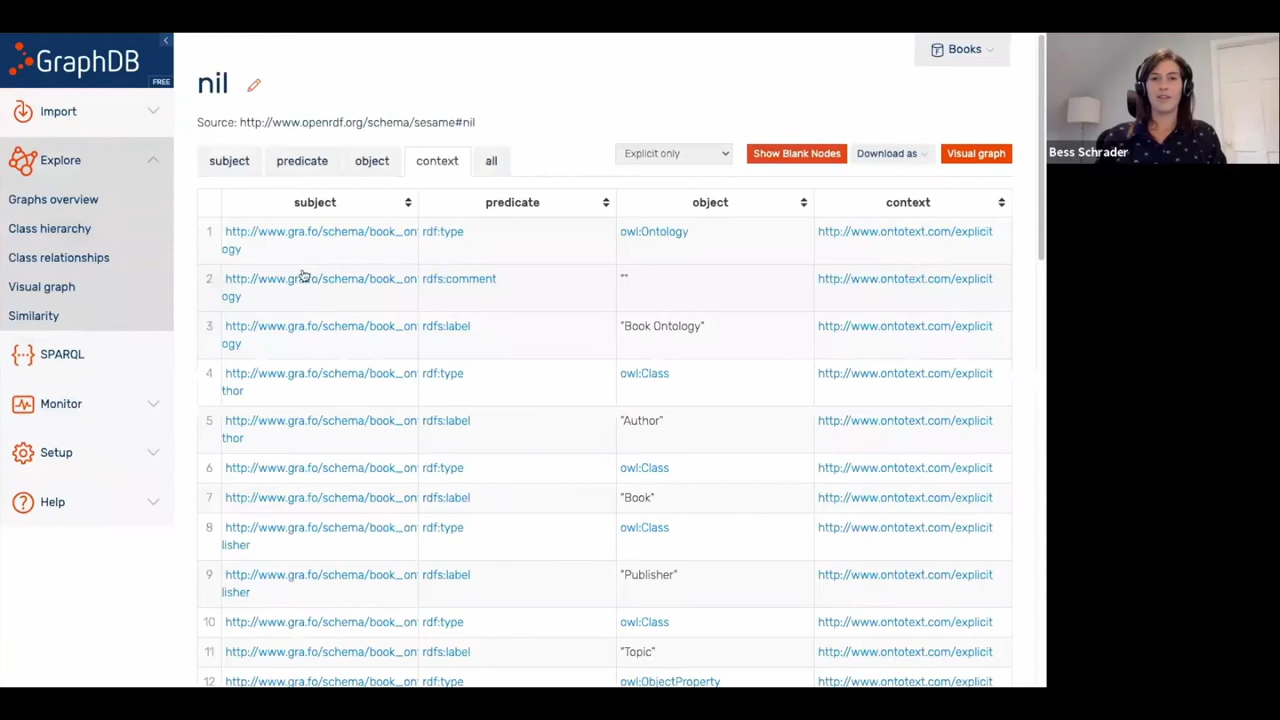 GraphDB
FREE
Import
Explore
Graphs overview
Class hierarchy
Class relationships
Visual graph
Similarity
SPARQL
Monitor
Setup
Help
Books
nil
Source: http://www.openrdf.org/schema/sesame#nil
subject predicate object context all
Explicit only Show Blank Nodes Download as Visual graph
subject predicate object context
1 http://www.gra.fo/schema/book_on rdf:type owl:Ontology http://www.ontotext.com/explicit
ogy
2 http://www.gra.fo/schema/book_on rdfs:comment "" http://www.ontotext.com/explicit
ogy
3 http://www.gra.fo/schema/book_on rdfs:label "Book Ontology" http://www.ontotext.com/explicit
ogy
4 http://www.gra.fo/schema/book_on rdf:type owl:Class http://www.ontotext.com/explicit
thor
5 http://www.gra.fo/schema/book_on rdfs:label "Author" http://www.ontotext.com/explicit
thor
6 http://www.gra.fo/schema/book_on rdf:type owl:Class http://www.ontotext.com/explicit
7 http://www.gra.fo/schema/book_on rdfs:label "Book" http://www.ontotext.com/explicit
8 http://www.gra.fo/schema/book_on rdf:type owl:Class http://www.ontotext.com/explicit
lisher
9 http://www.gra.fo/schema/book_on rdfs:label "Publisher" http://www.ontotext.com/explicit
lisher
10 http://www.gra.fo/schema/book_on rdf:type owl:Class http://www.ontotext.com/explicit
11 http://www.gra.fo/schema/book_on rdfs:label "Topic" http://www.ontotext.com/explicit
12 http://www.gra.fo/schema/book_on rdf:type owl:ObjectProperty http://www.ontotext.com/explicit
Bess Schrader